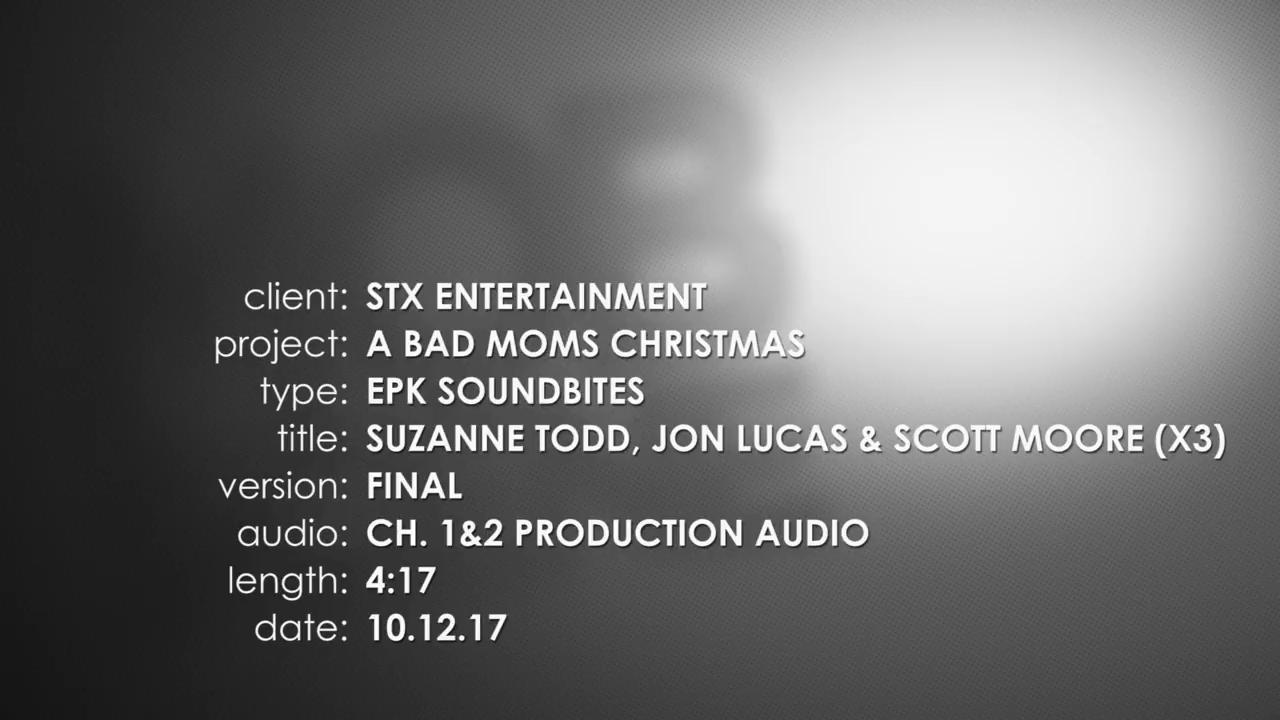 client: STX ENTERTAINMENT
project: A BAD MOMS CHRISTMAS
type: EPK SOUNDBITES
title: SUZANNE TODD, JON LUCAS & SCOTT MOORE (X3)
version: FINAL
audio: CH. 1&2 PRODUCTION AUDIO
length: 4:17
date: 10.12.17